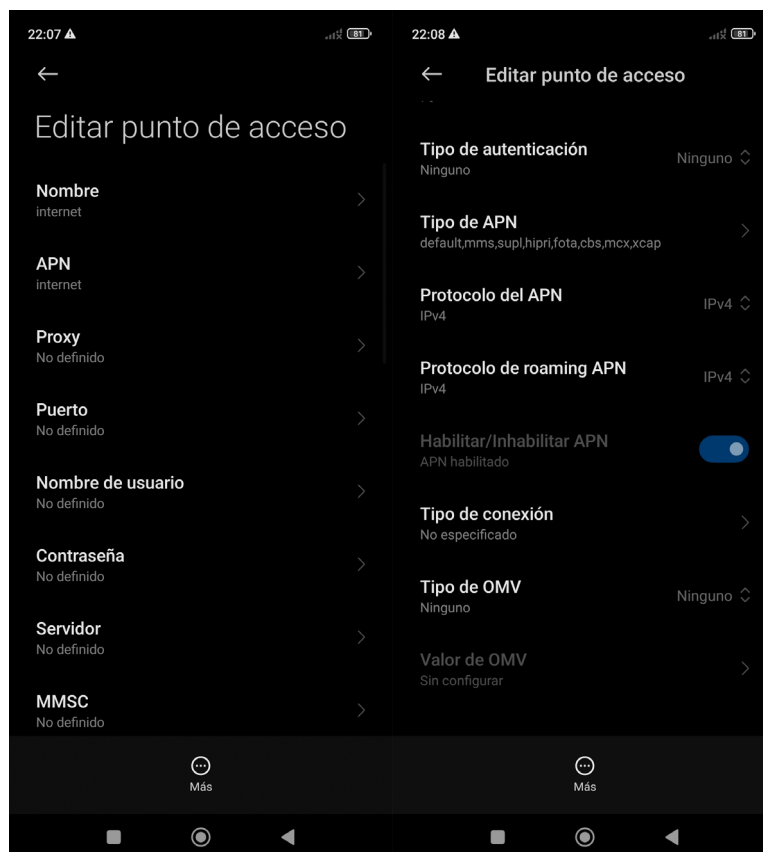 22:07
81
Editar punto de acceso
Nombre
internet
APN
internet
Proxy
No definido
Puerto
No definido
Nombre de usuario
No definido
Contraseña
No definido
Servidor
No definido
MMSC
No definido
Más
22:08
81
Editar punto de acceso
Tipo de autenticación
Ninguno
Ninguno
Tipo de APN
default,mms,supl,hipri,fota,cbs,mcx,xcap
Protocolo del APN
IPv4
IPv4
Protocolo de roaming APN
IPv4
IPv4
Habilitar/Inhabilitar APN
APN habilitado
Tipo de conexión
No especificado
Tipo de OMV
Ninguno
Ninguno
Valor de OMV
Sin configurar
Más